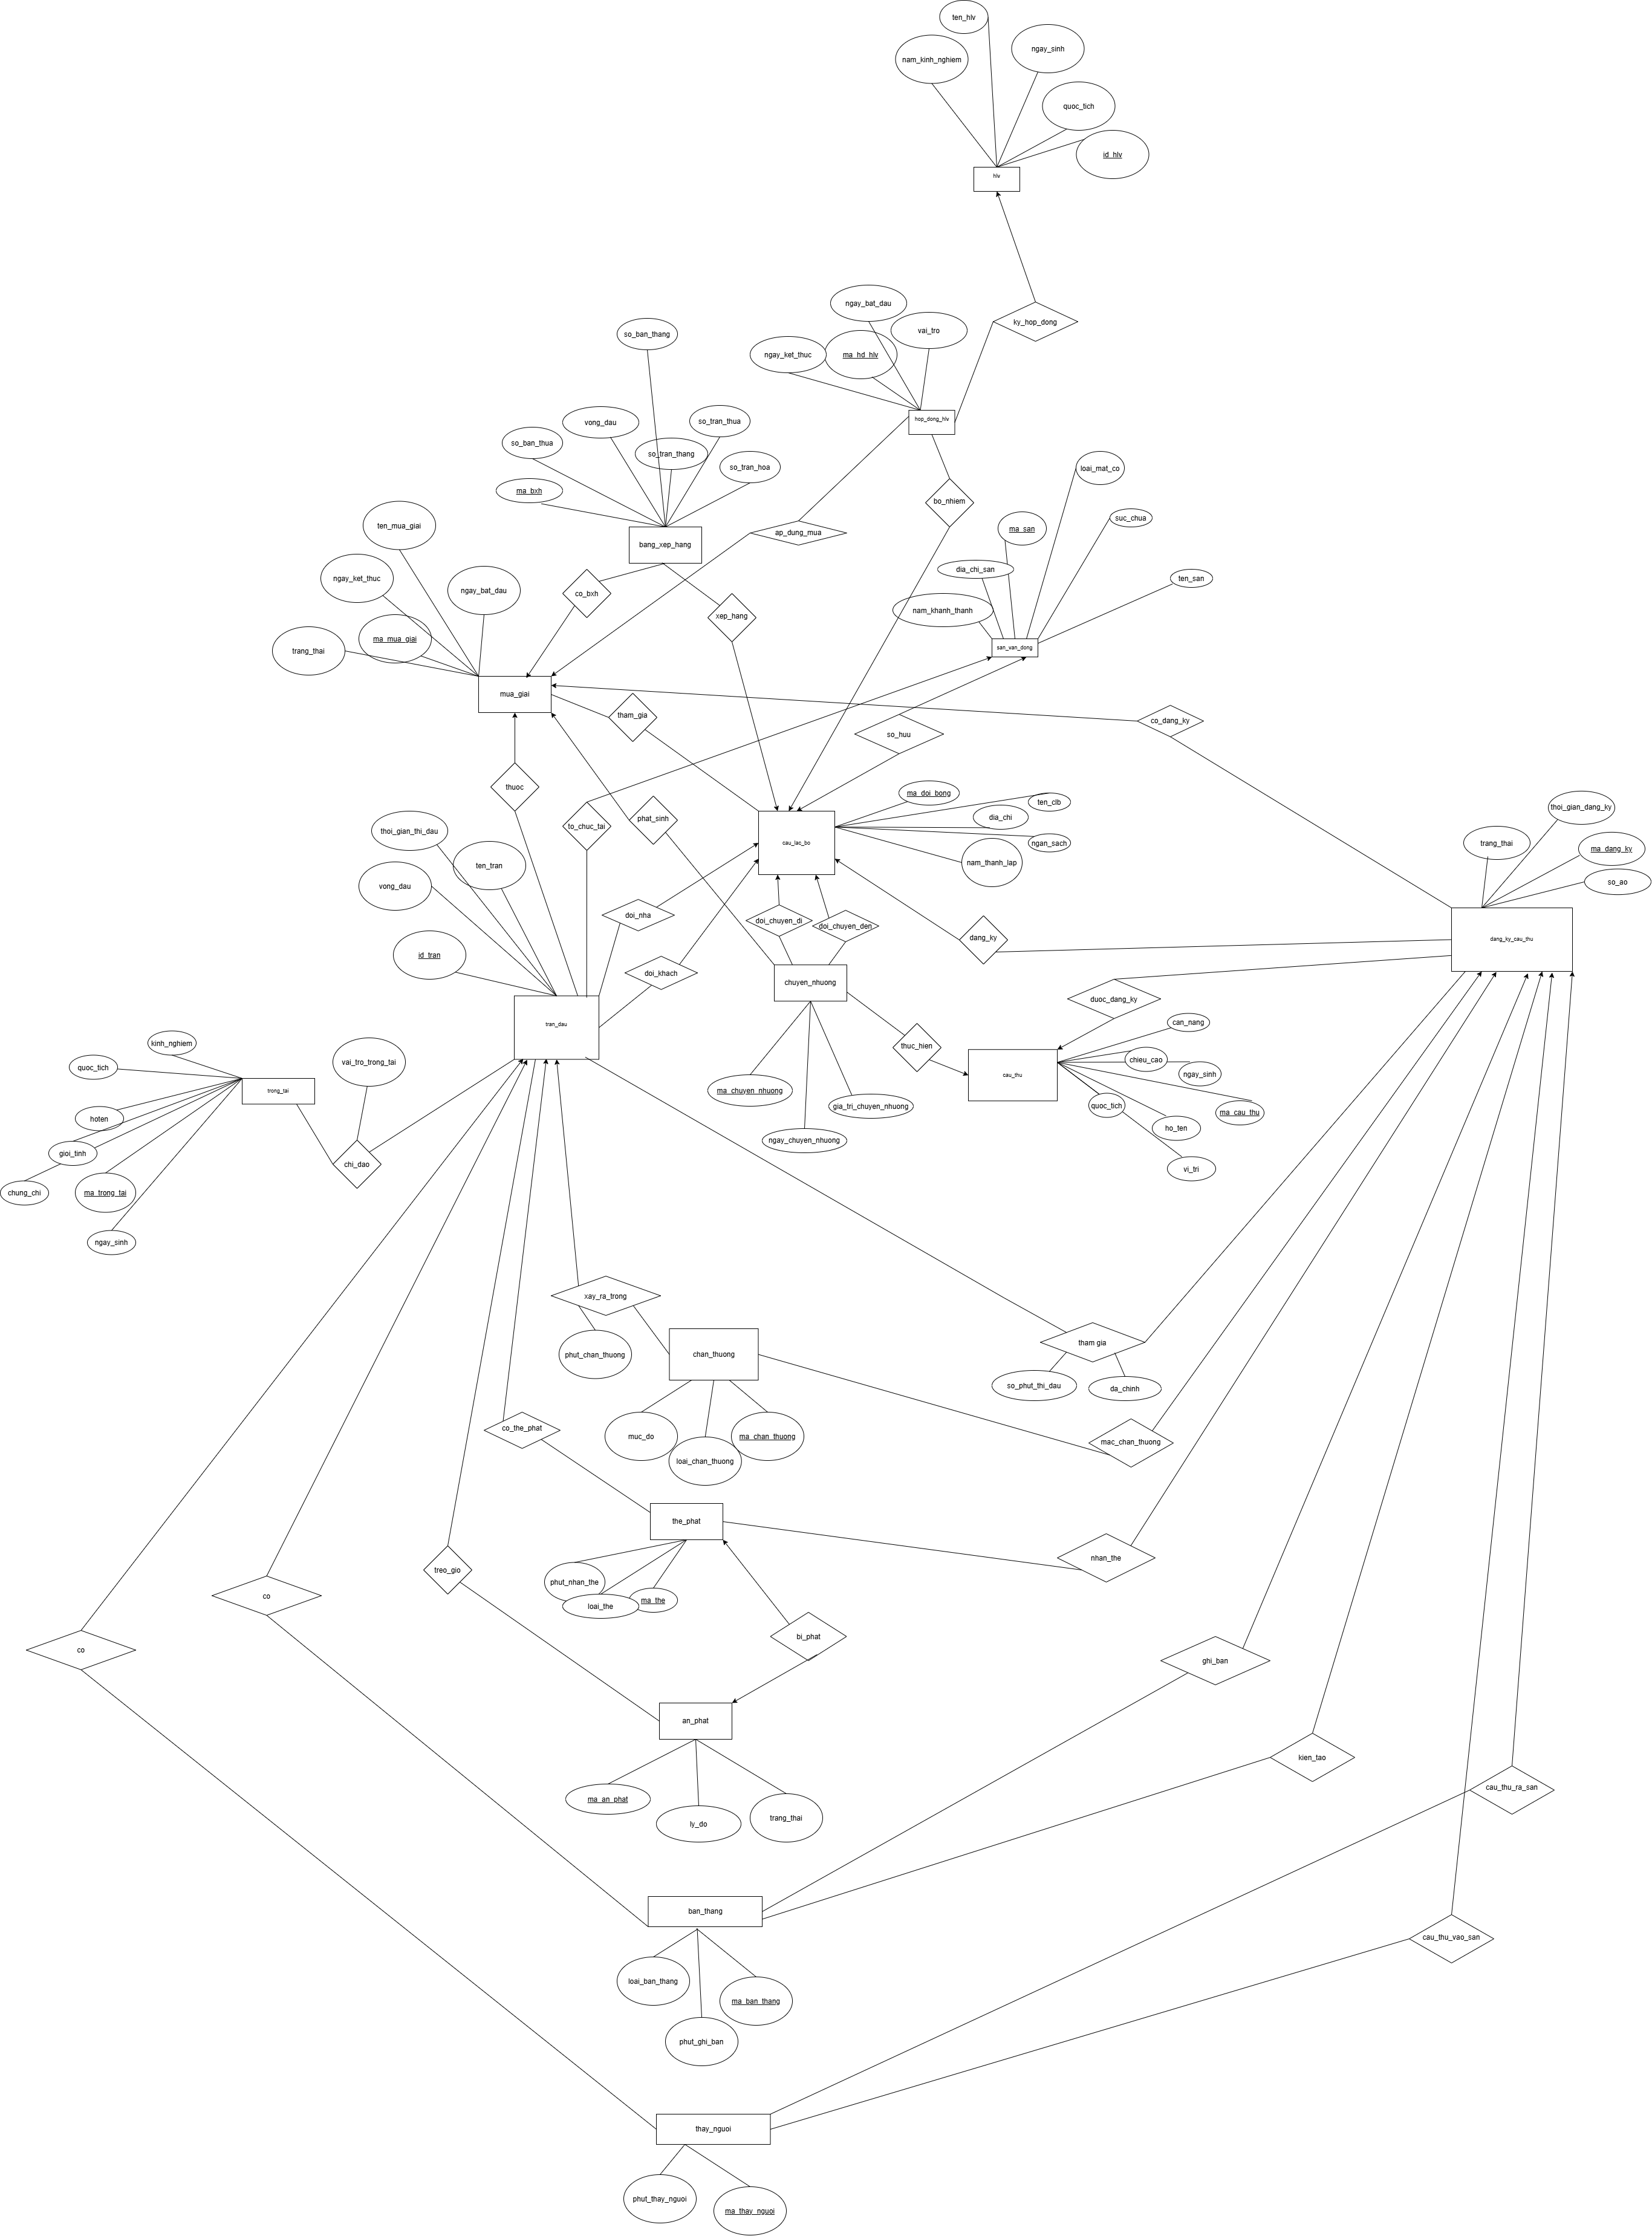 ten_hlv
ngay_sinh
nam_kinh_nghiem
quoc_tich
id_hlv
hlv
ngay_bat_dau
ky_hop_dong
vai_tro
so_ban_thang
ngay_ket_thuc
ma_hd_hlv
hop_dong_hlv
so_tran_thua
vong_dau
so_ban_thua
so_tran_thang
so_tran_hoa
loai_mat_co
ma_bxh
bo_nhiem
suc_chua
ten_mua_giai
ma_san
ap_dung_mua
bang_xep_hang
dia_chi_san
ngay_ket_thuc
ten_san
ngay_bat_dau
co_bxh
nam_khanh_thanh
xep_hang
ma_mua_giai
san_van_dong
trang_thai
mua_giai
tham_gia
co_dang_ky
so_huu
thuoc
ma_doi_bong
ten_clb
thoi_gian_dang_ky
dia_chi
phat_sinh
to_chuc_tai
thoi_gian_thi_dau
cau_lac_bo
ngan_sach
trang_thai
ma_dang_ky
nam_thanh_lap
ten_tran
so_ao
vong_dau
doi_nha
doi_chuyen_di
doi_chuyen_den
dang_ky
dang_ky_cau_thu
id_tran
doi_khach
chuyen_nhuong
duoc_dang_ky
tran_dau
can_nang
kinh_nghiem
thuc_hien
chieu_cao
vai_tro_trong_tai
quoc_tich
ngay_sinh
cau_thu
trong_tai
ma_chuyen_nhuong
gia_tri_chuyen_nhuong
quoc_tich
ma_cau_thu
hoten
ho_ten
ngay_chuyen_nhuong
gioi_tinh
chi_dao
vi_tri
chung_chi
ma_trong_tai
ngay_sinh
xay_ra_trong
tham gia
phut_chan_thuong
chan_thuong
so_phut_thi_dau
da_chinh
co_the_phat
muc_do
ma_chan_thuong
mac_chan_thuong
loai_chan_thuong
the_phat
nhan_the
treo_gio
phut_nhan_the
co
ma_the
loai_the
bi_phat
co
ghi_ban
an_phat
kien_tao
cau_thu_ra_san
ma_an_phat
trang_thai
ly_do
ban_thang
cau_thu_vao_san
loai_ban_thang
ma_ban_thang
phut_ghi_ban
thay_nguoi
phut_thay_nguoi
ma_thay_nguoi